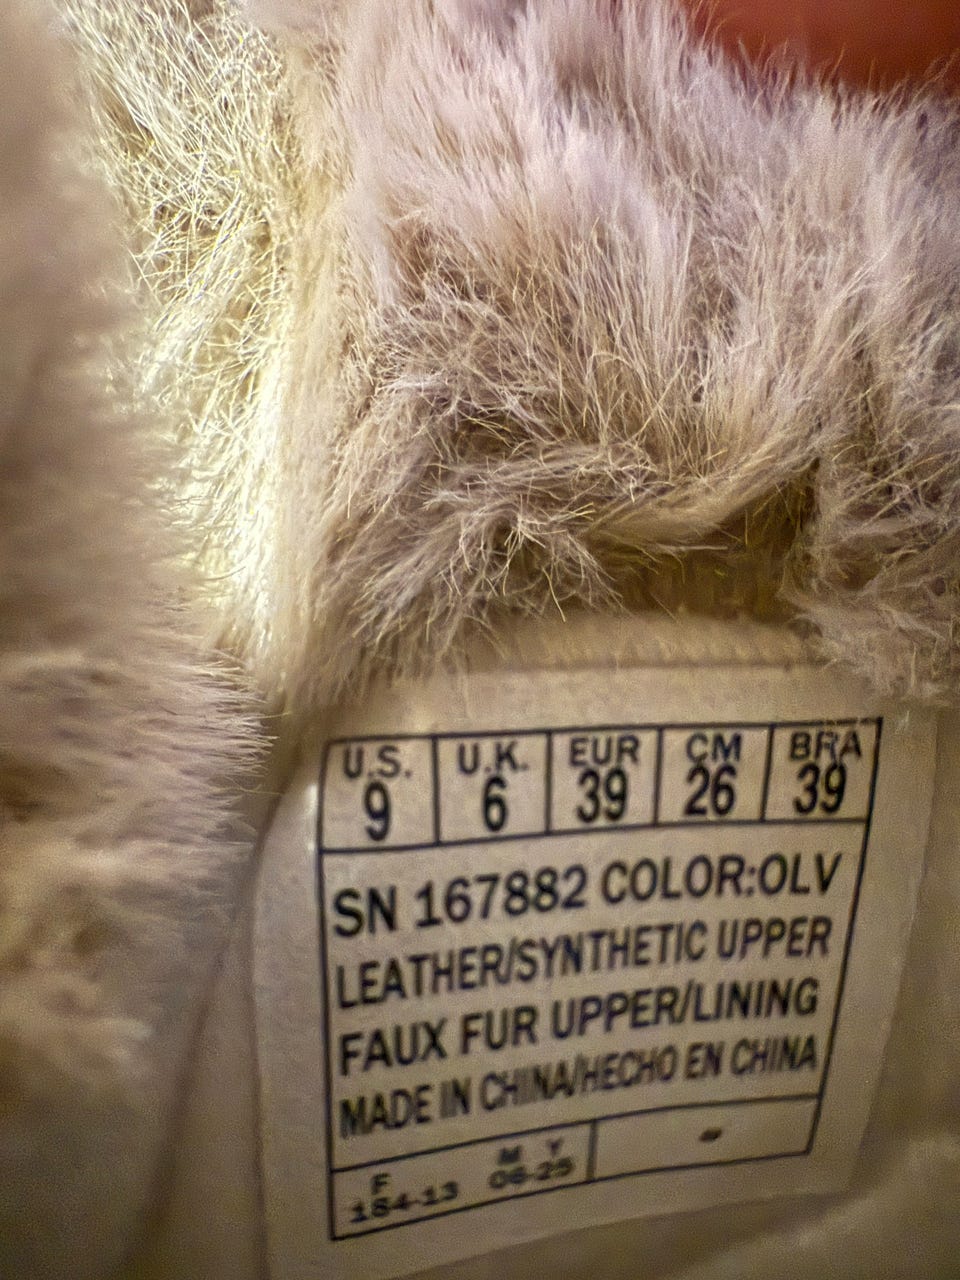 U.S. U.K. EUR CM BRA
9 6 39 26 39
SN 167882 COLOR:OLV
LEATHER/SYNTHETIC UPPER
FAUX FUR UPPER/LINING
MADE IN CHINA/HECHO EN CHINA
F M Y -
184-13 06-25